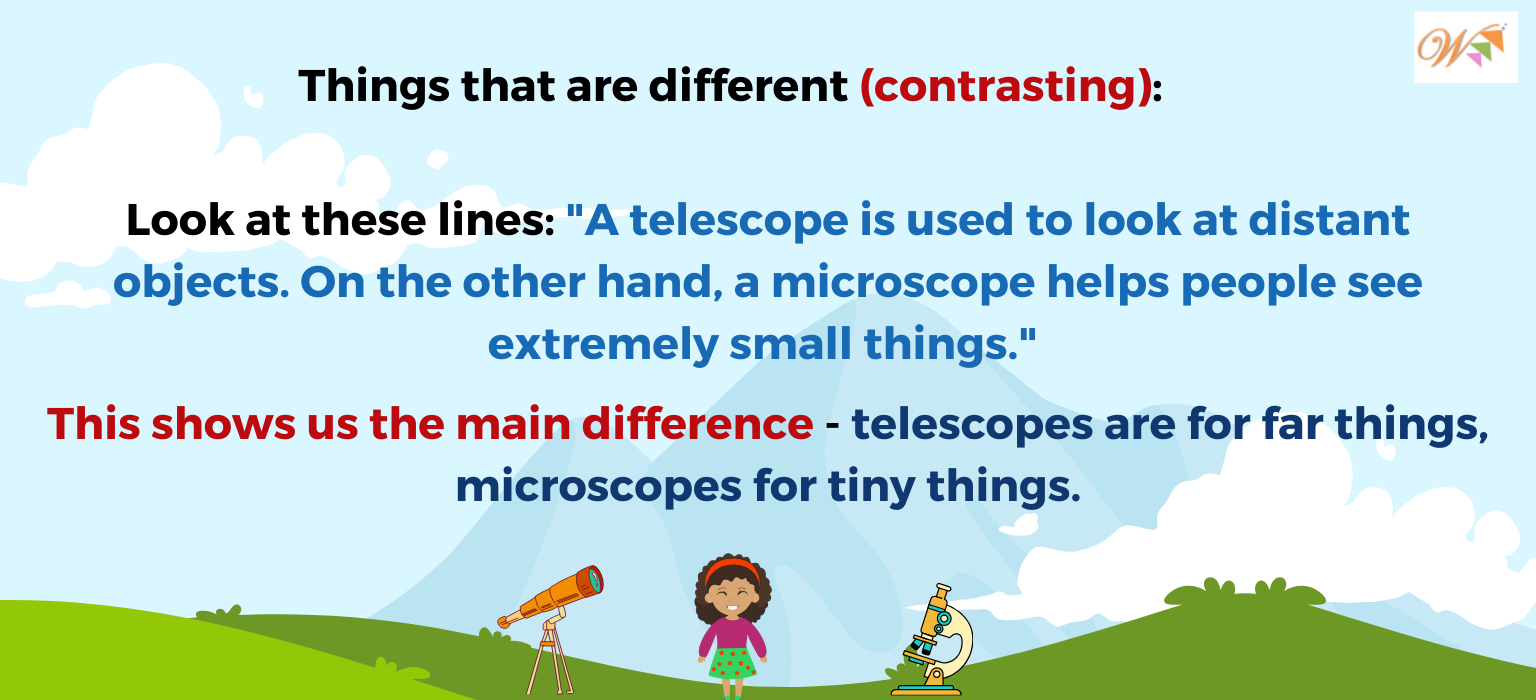 W
Things that are different (contrasting):
Look at these lines: "A telescope is used to look at distant
objects. On the other hand, a microscope helps people see
extremely small things."
This shows us the main difference - telescopes are for far things,
microscopes for tiny things.